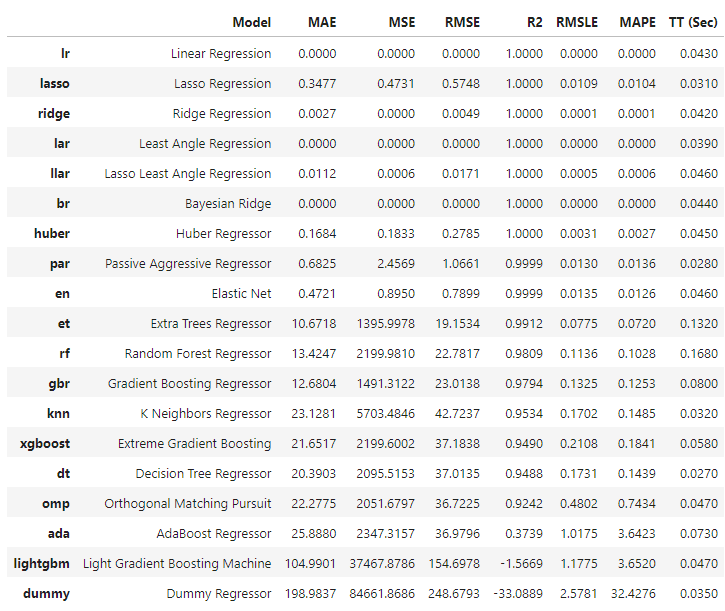 Model MAE MSE RMSE R2 RMSLE MAPE TT (Sec)
lr Linear Regression 0.0000 0.0000 0.0000 1.0000 0.0000 0.0000 0.0430
lasso Lasso Regression 0.3477 0.4731 0.5748 1.0000 0.0109 0.0104 0.0310
ridge Ridge Regression 0.0027 0.0000 0.0049 1.0000 0.0001 0.0001 0.0420
lar Least Angle Regression 0.0000 0.0000 0.0000 1.0000 0.0000 0.0000 0.0390
llar Lasso Least Angle Regression 0.0112 0.0006 0.0171 1.0000 0.0005 0.0006 0.0460
br Bayesian Ridge 0.0000 0.0000 0.0000 1.0000 0.0000 0.0000 0.0440
huber Huber Regressor 0.1684 0.1833 0.2785 1.0000 0.0031 0.0027 0.0450
par Passive Aggressive Regressor 0.6825 2.4569 1.0661 0.9999 0.0130 0.0136 0.0280
en Elastic Net 0.4721 0.8950 0.7899 0.9999 0.0135 0.0126 0.0460
et Extra Trees Regressor 10.6718 1395.9978 19.1534 0.9912 0.0775 0.0720 0.1320
rf Random Forest Regressor 13.4247 2199.9810 22.7817 0.9809 0.1136 0.1028 0.1680
gbr Gradient Boosting Regressor 12.6804 1491.3122 23.0138 0.9794 0.1325 0.1253 0.0800
knn K Neighbors Regressor 23.1281 5703.4846 42.7237 0.9534 0.1702 0.1485 0.0320
xgboost Extreme Gradient Boosting 21.6517 2199.6002 37.1838 0.9490 0.2108 0.1841 0.0580
dt Decision Tree Regressor 20.3903 2095.5153 37.0135 0.9488 0.1731 0.1439 0.0270
omp Orthogonal Matching Pursuit 22.2775 2051.6797 36.7225 0.9242 0.4802 0.7434 0.0470
ada AdaBoost Regressor 25.8880 2347.3157 36.9796 0.3739 1.0175 3.6423 0.0730
lightgbm Light Gradient Boosting Machine 104.9901 37467.8786 154.6978 -1.5669 1.1775 3.6520 0.0470
dummy Dummy Regressor 198.9837 84661.8686 248.6793 -33.0889 2.5781 32.4276 0.0350